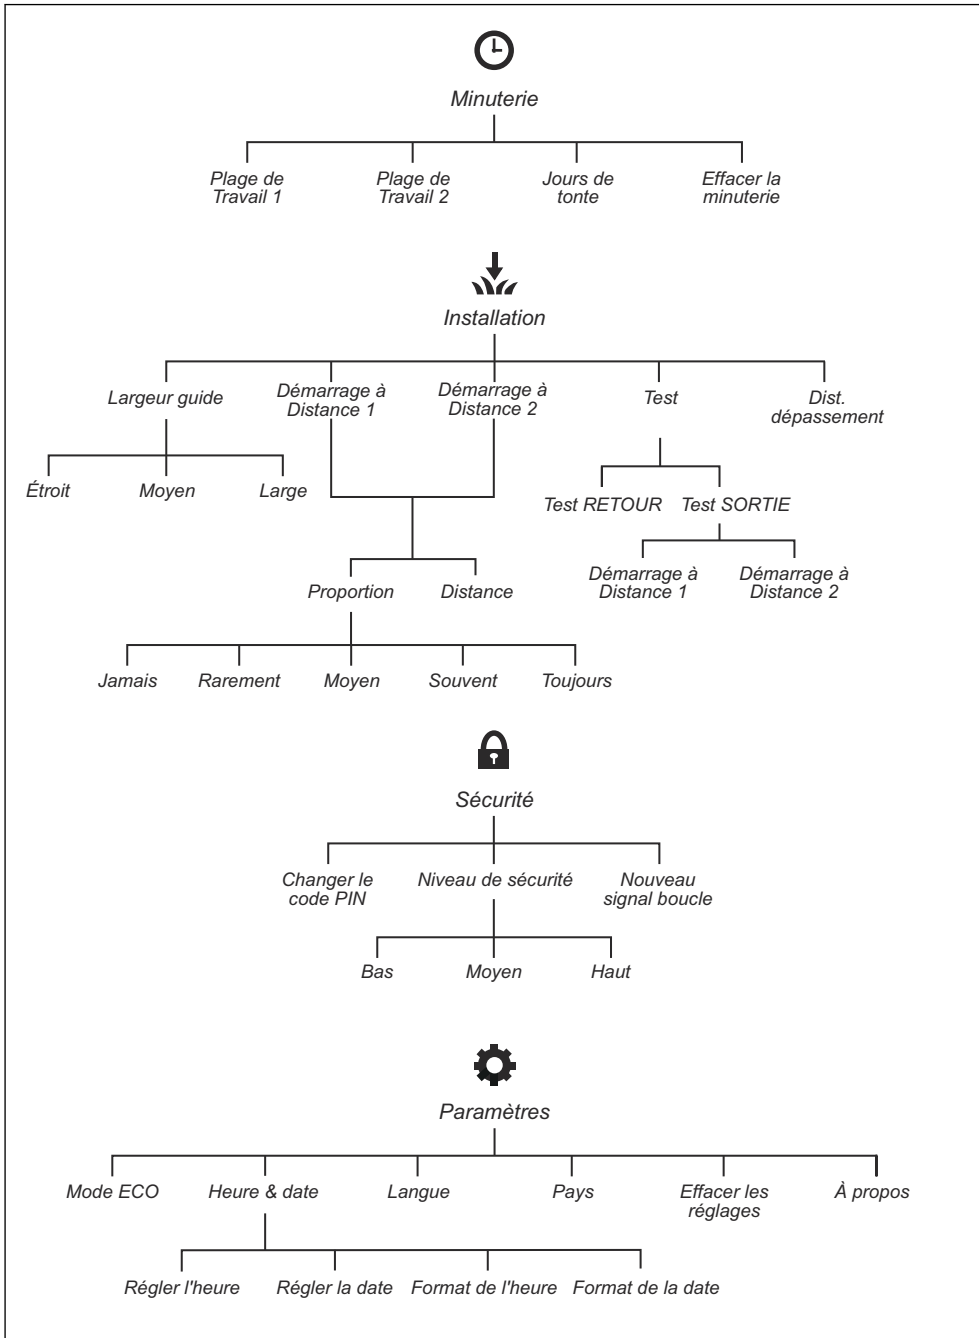 Minuterie
Plage de
Travail 1
Plage de
Travail 2
Jours de
tonte
Effacer la
minuterie
Installation
Largeur guide
Démarrage à
Distance 1
Démarrage à
Distance 2
Test
Dist.
dépassement
Étroit
Moyen
Large
Test RETOUR
Test SORTIE
Démarrage à
Distance 1
Démarrage à
Distance 2
Proportion
Distance
Jamais
Rarement
Moyen
Souvent
Toujours
Sécurité
Changer le
code PIN
Niveau de sécurité
Nouveau
signal boucle
Bas
Moyen
Haut
Paramètres
Mode ECO
Heure & date
Langue
Pays
Effacer les
réglages
À propos
Régler l'heure
Régler la date
Format de l'heure
Format de la date